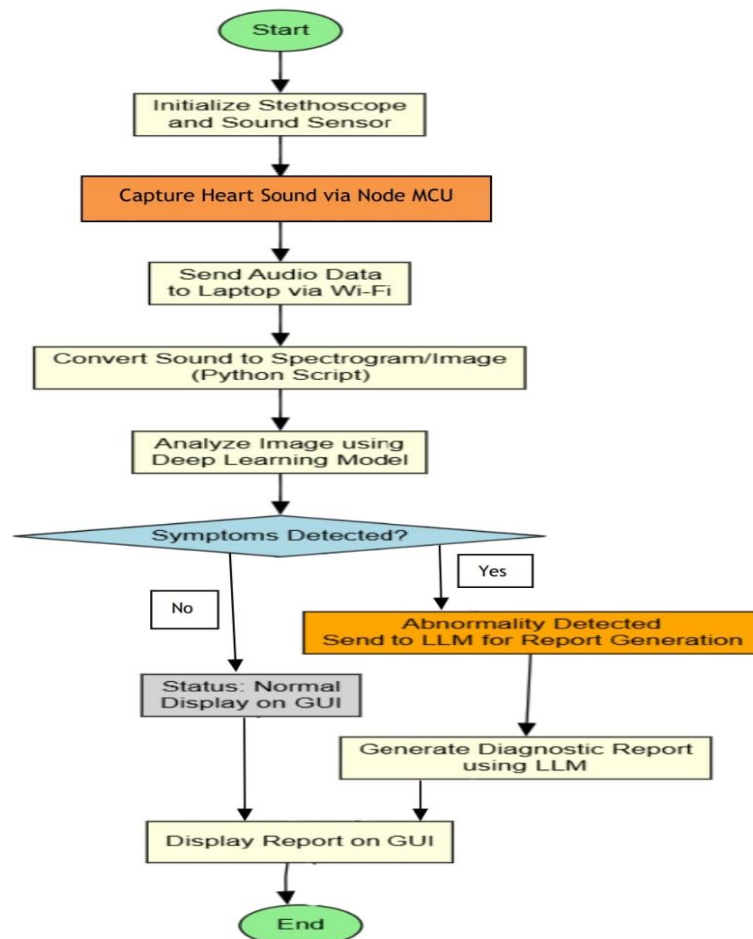 Start
Initialize Stethoscope
and Sound Sensor
Capture Heart Sound via Node MCU
Send Audio Data
to Laptop via Wi-Fi
Convert Sound to Spectrogram/Image
(Python Script)
Analyze Image using
Deep Learning Model
Symptoms Detected?
Yes
No
Abnormality Detected
Send to LLM for Report Generation
Status: Normal
Display on GUI
Generate Diagnostic Report
using LLM
Display Report on GUI
End